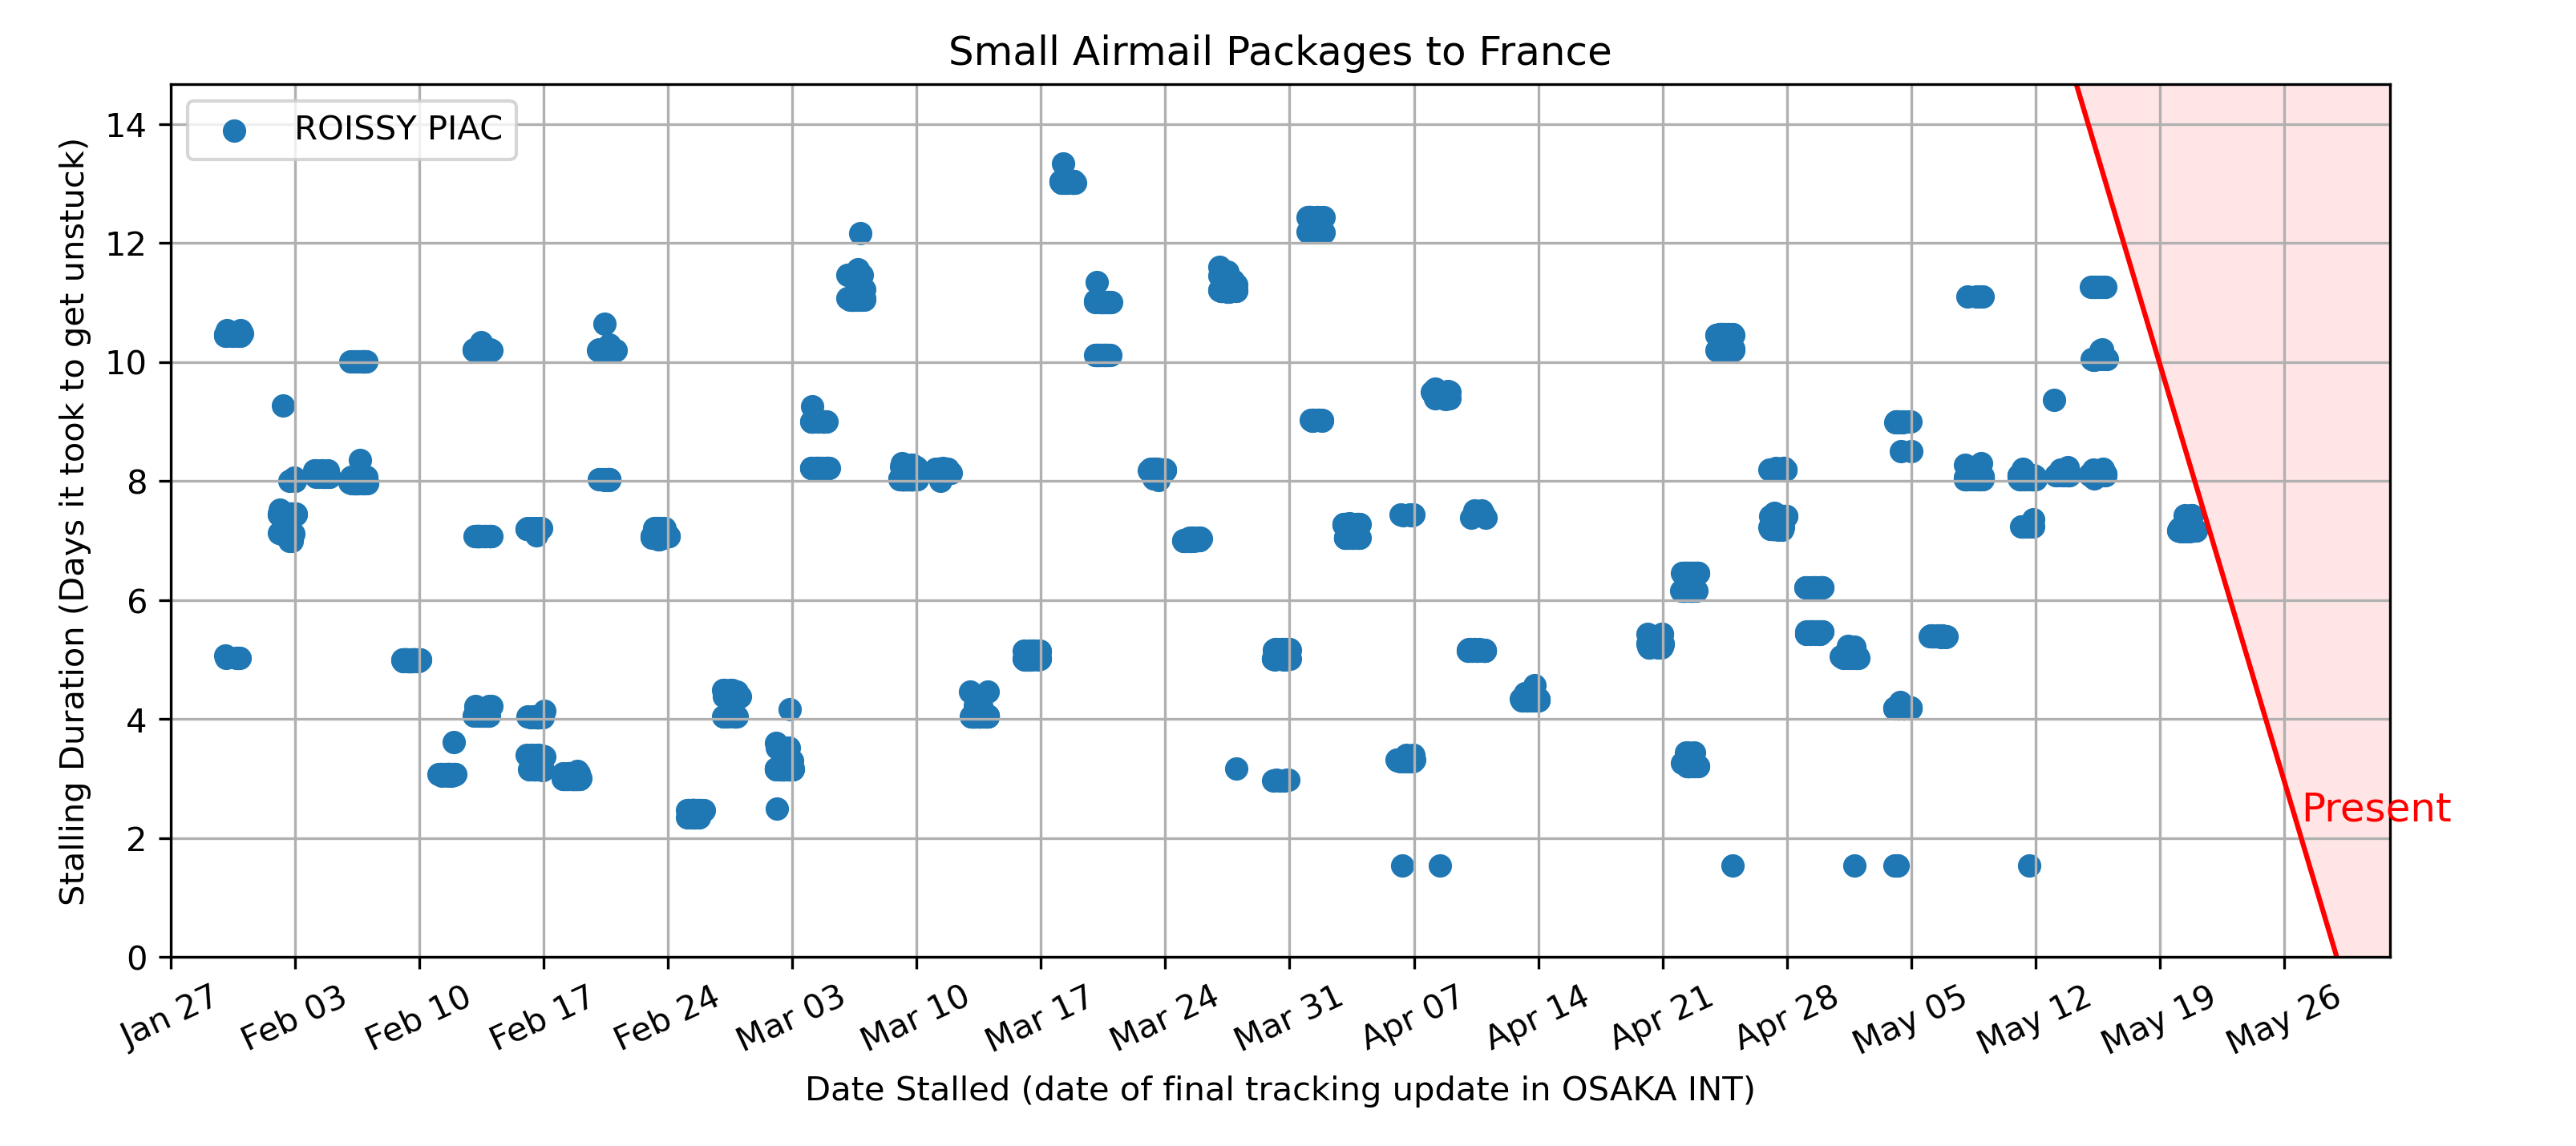 Small Airmail Packages to France
ROISSY PIAC
Stalling Duration (Days it took to get unstuck)
14
12
10
8
6
4
2
0
Present
Jan 27
Feb 03
Feb 10
Feb 17
Feb 24
Mar 03
Mar 10
Mar 17
Mar 24
Mar 31
Apr 07
Apr 14
Apr 21
Apr 28
May 05
May 12
May 19
May 26
Date Stalled (date of final tracking update in OSAKA INT)